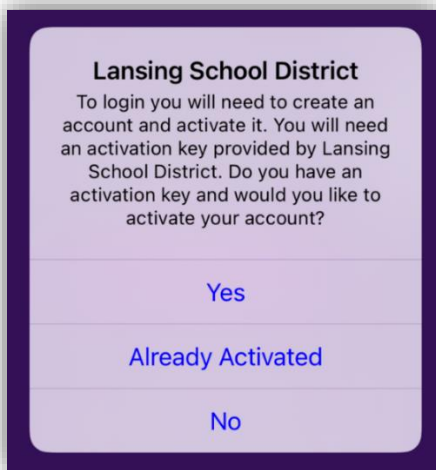 Lansing School District
To login you will need to create an
account and activate it. You will need
an activation key provided by Lansing
School District. Do you have an
activation key and would you like to
activate your account?
Yes
Already Activated
No